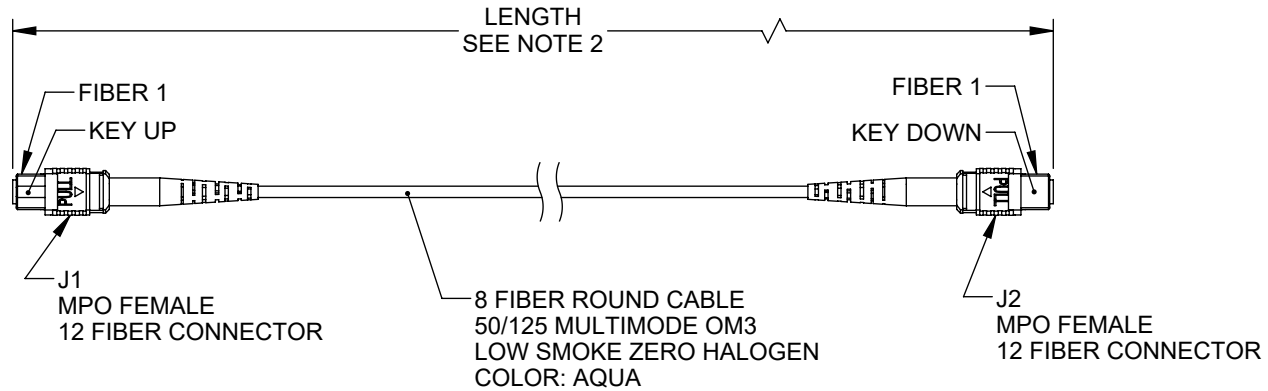 LENGTH
SEE NOTE 2
FIBER 1
KEY UP
FIBER 1
KEY DOWN
PULL
PULL
J1
MPO FEMALE
12 FIBER CONNECTOR
8 FIBER ROUND CABLE
50/125 MULTIMODE OM3
LOW SMOKE ZERO HALOGEN
COLOR: AQUA
J2
MPO FEMALE
12 FIBER CONNECTOR